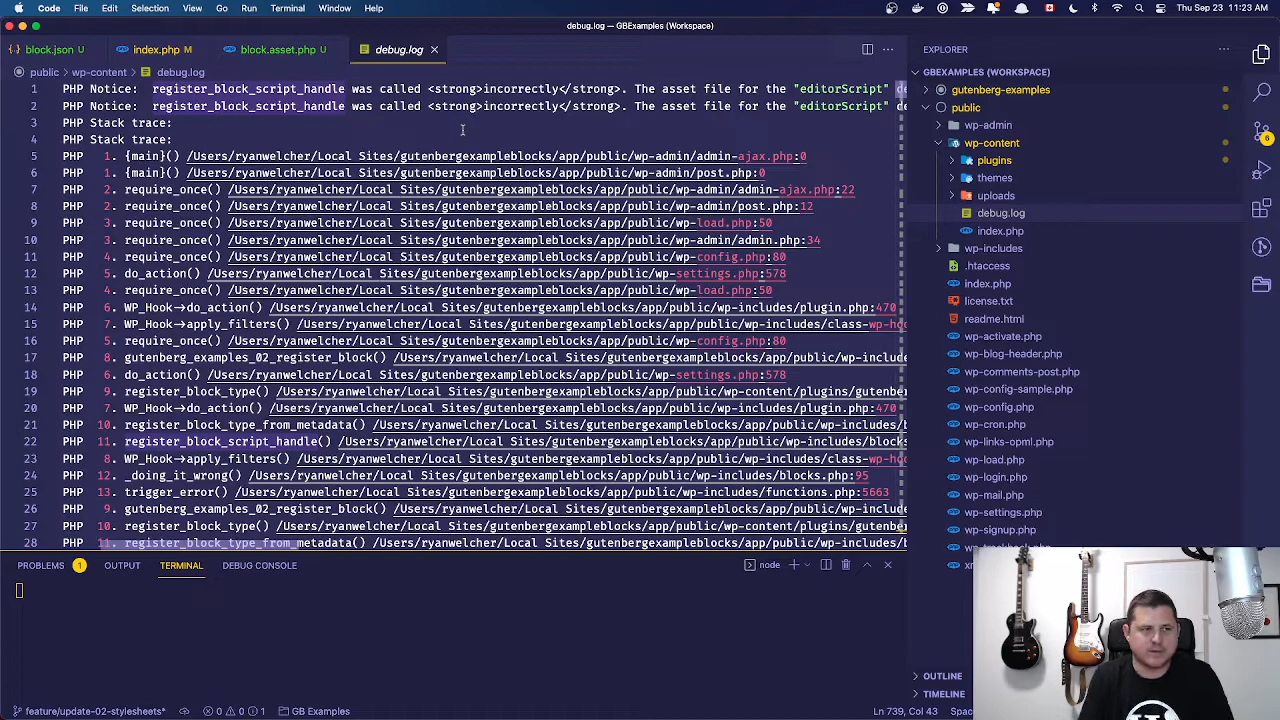 Code File Edit Selection View Go Run Terminal Window Help Thu Sep 23 11:23 AM
debug.log — GBExamples (Workspace)
block.json U index.php M block.asset.php U debug.log
EXPLORER
public › wp-content › debug.log
1 PHP Notice: register_block_script_handle was called <strong>incorrectly</strong>. The asset file for the "editorScript" de
2 PHP Notice: register_block_script_handle was called <strong>incorrectly</strong>. The asset file for the "editorScript" de
3 PHP Stack trace:
4 PHP Stack trace:
5 PHP 1. {main}() /Users/ryanwelcher/Local Sites/gutenbergexampleblocks/app/public/wp-admin/admin-ajax.php:0
6 PHP 1. {main}() /Users/ryanwelcher/Local Sites/gutenbergexampleblocks/app/public/wp-admin/post.php:0
7 PHP 2. require_once() /Users/ryanwelcher/Local Sites/gutenbergexampleblocks/app/public/wp-admin/admin-ajax.php:22
8 PHP 2. require_once() /Users/ryanwelcher/Local Sites/gutenbergexampleblocks/app/public/wp-admin/post.php:12
9 PHP 3. require_once() /Users/ryanwelcher/Local Sites/gutenbergexampleblocks/app/public/wp-load.php:50
10 PHP 3. require_once() /Users/ryanwelcher/Local Sites/gutenbergexampleblocks/app/public/wp-admin/admin.php:34
11 PHP 4. require_once() /Users/ryanwelcher/Local Sites/gutenbergexampleblocks/app/public/wp-config.php:80
12 PHP 5. do_action() /Users/ryanwelcher/Local Sites/gutenbergexampleblocks/app/public/wp-settings.php:578
13 PHP 4. require_once() /Users/ryanwelcher/Local Sites/gutenbergexampleblocks/app/public/wp-load.php:50
14 PHP 6. WP_Hook->do_action() /Users/ryanwelcher/Local Sites/gutenbergexampleblocks/app/public/wp-includes/plugin.php:470
15 PHP 7. WP_Hook->apply_filters() /Users/ryanwelcher/Local Sites/gutenbergexampleblocks/app/public/wp-includes/class-wp-hoo
16 PHP 5. require_once() /Users/ryanwelcher/Local Sites/gutenbergexampleblocks/app/public/wp-config.php:80
17 PHP 8. gutenberg_examples_02_register_block() /Users/ryanwelcher/Local Sites/gutenbergexampleblocks/app/public/wp-includ
18 PHP 6. do_action() /Users/ryanwelcher/Local Sites/gutenbergexampleblocks/app/public/wp-settings.php:578
19 PHP 9. register_block_type() /Users/ryanwelcher/Local Sites/gutenbergexampleblocks/app/public/wp-content/plugins/gutenbe
20 PHP 7. WP_Hook->do_action() /Users/ryanwelcher/Local Sites/gutenbergexampleblocks/app/public/wp-includes/plugin.php:470
21 PHP 10. register_block_type_from_metadata() /Users/ryanwelcher/Local Sites/gutenbergexampleblocks/app/public/wp-includes/b
22 PHP 11. register_block_script_handle() /Users/ryanwelcher/Local Sites/gutenbergexampleblocks/app/public/wp-includes/block
23 PHP 8. WP_Hook->apply_filters() /Users/ryanwelcher/Local Sites/gutenbergexampleblocks/app/public/wp-includes/class-wp-hoo
24 PHP 12. _doing_it_wrong() /Users/ryanwelcher/Local Sites/gutenbergexampleblocks/app/public/wp-includes/blocks.php:95
25 PHP 13. trigger_error() /Users/ryanwelcher/Local Sites/gutenbergexampleblocks/app/public/wp-includes/functions.php:5663
26 PHP 9. gutenberg_examples_02_register_block() /Users/ryanwelcher/Local Sites/gutenbergexampleblocks/app/public/wp-includ
27 PHP 10. register_block_type() /Users/ryanwelcher/Local Sites/gutenbergexampleblocks/app/public/wp-content/plugins/gutenbe
28 PHP 11. register_block_type_from_metadata() /Users/ryanwelcher/Local Sites/gutenbergexampleblocks/app/public/wp-includes/b
GBEXAMPLES (WORKSPACE)
gutenberg-examples
public
wp-admin
wp-content
plugins
themes
uploads
debug.log
index.php
wp-includes
.htaccess
index.php
license.txt
readme.html
wp-activate.php
wp-blog-header.php
wp-comments-post.php
wp-config-sample.php
wp-config.php
wp-cron.php
wp-links-opml.php
wp-load.php
wp-login.php
wp-mail.php
wp-settings.php
wp-signup.php
6
PROBLEMS 1 OUTPUT TERMINAL DEBUG CONSOLE node
OUTLINE
TIMELINE
feature/update-02-stylesheets* 0 0 1 GB Examples Ln 739, Col 43 Spac